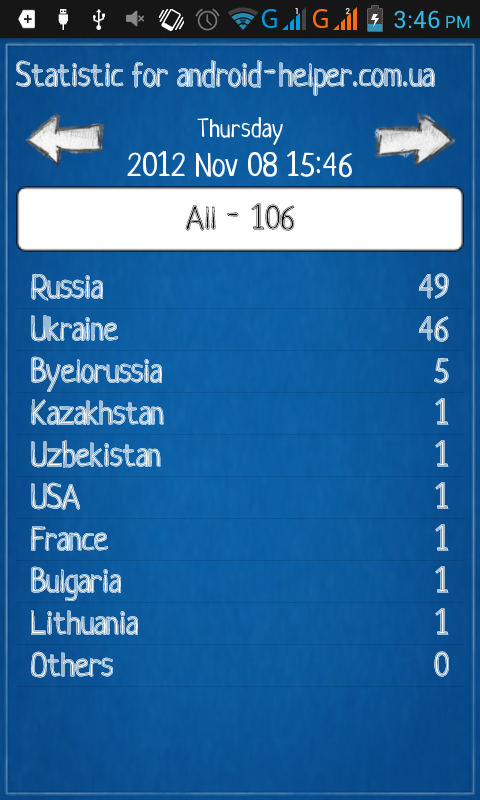 G 1 G 2 3:46 PM
Statistic for android-helper.com.ua
Thursday
2012 Nov 08 15:46
All - 106
Russia 49
Ukraine 46
Byelorussia 5
Kazakhstan 1
Uzbekistan 1
USA 1
France 1
Bulgaria 1
Lithuania 1
Others 0